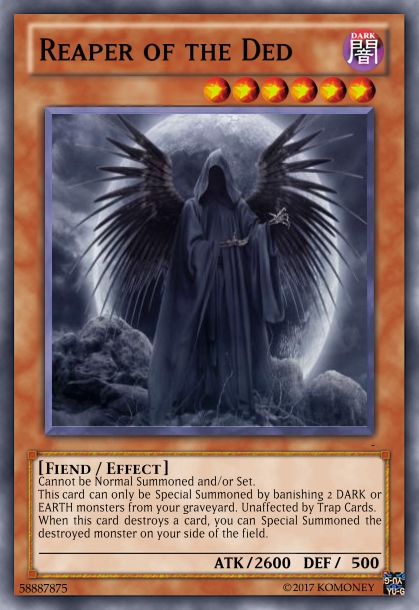 Reaper of the Ded
DARK
闇
[Fiend / Effect]
Cannot be Normal Summoned and/or Set.
This card can only be Special Summoned by banishing 2 DARK or
EARTH monsters from your graveyard. Unaffected by Trap Cards.
When this card destroys a card, you can Special Summoned the
destroyed monster on your side of the field.
ATK/2600 DEF/ 500
58887875
©2017 KOMONEY
YU-G